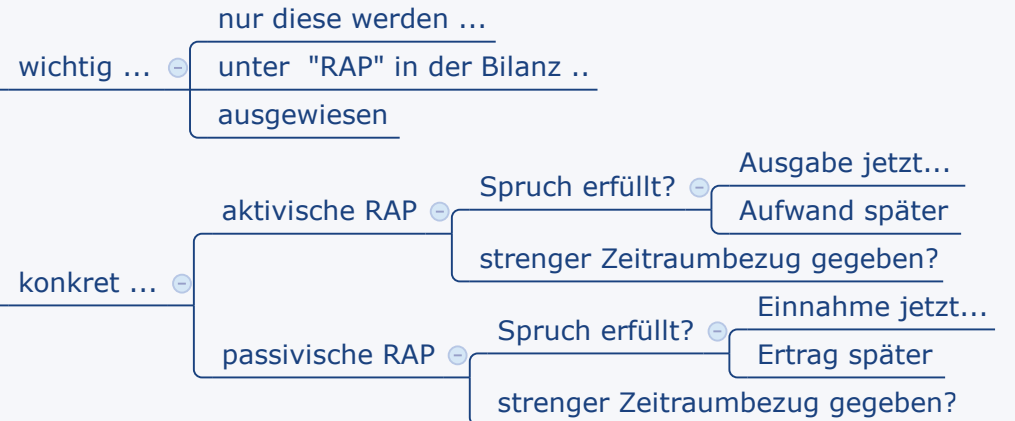 nur diese werden ...
wichtig ...
unter "RAP" in der Bilanz ..
ausgewiesen
Ausgabe jetzt...
Spruch erfüllt?
aktivische RAP
Aufwand später
strenger Zeitraumbezug gegeben?
konkret ...
Einnahme jetzt...
Spruch erfüllt?
passivische RAP
Ertrag später
strenger Zeitraumbezug gegeben?